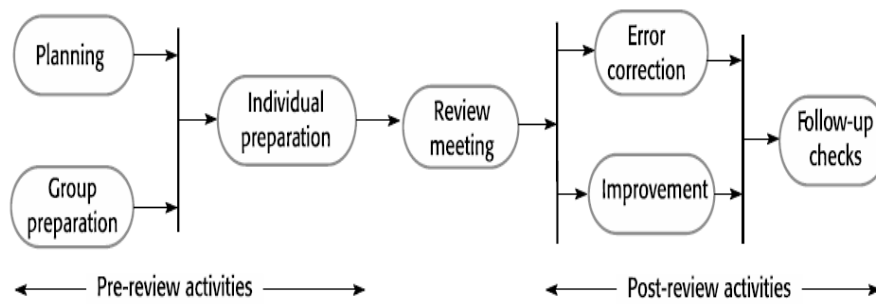 Planning
Group
preparation
Individual
preparation
Review
meeting
Error
correction
Improvement
Follow-up
checks
Pre-review activities
Post-review activities